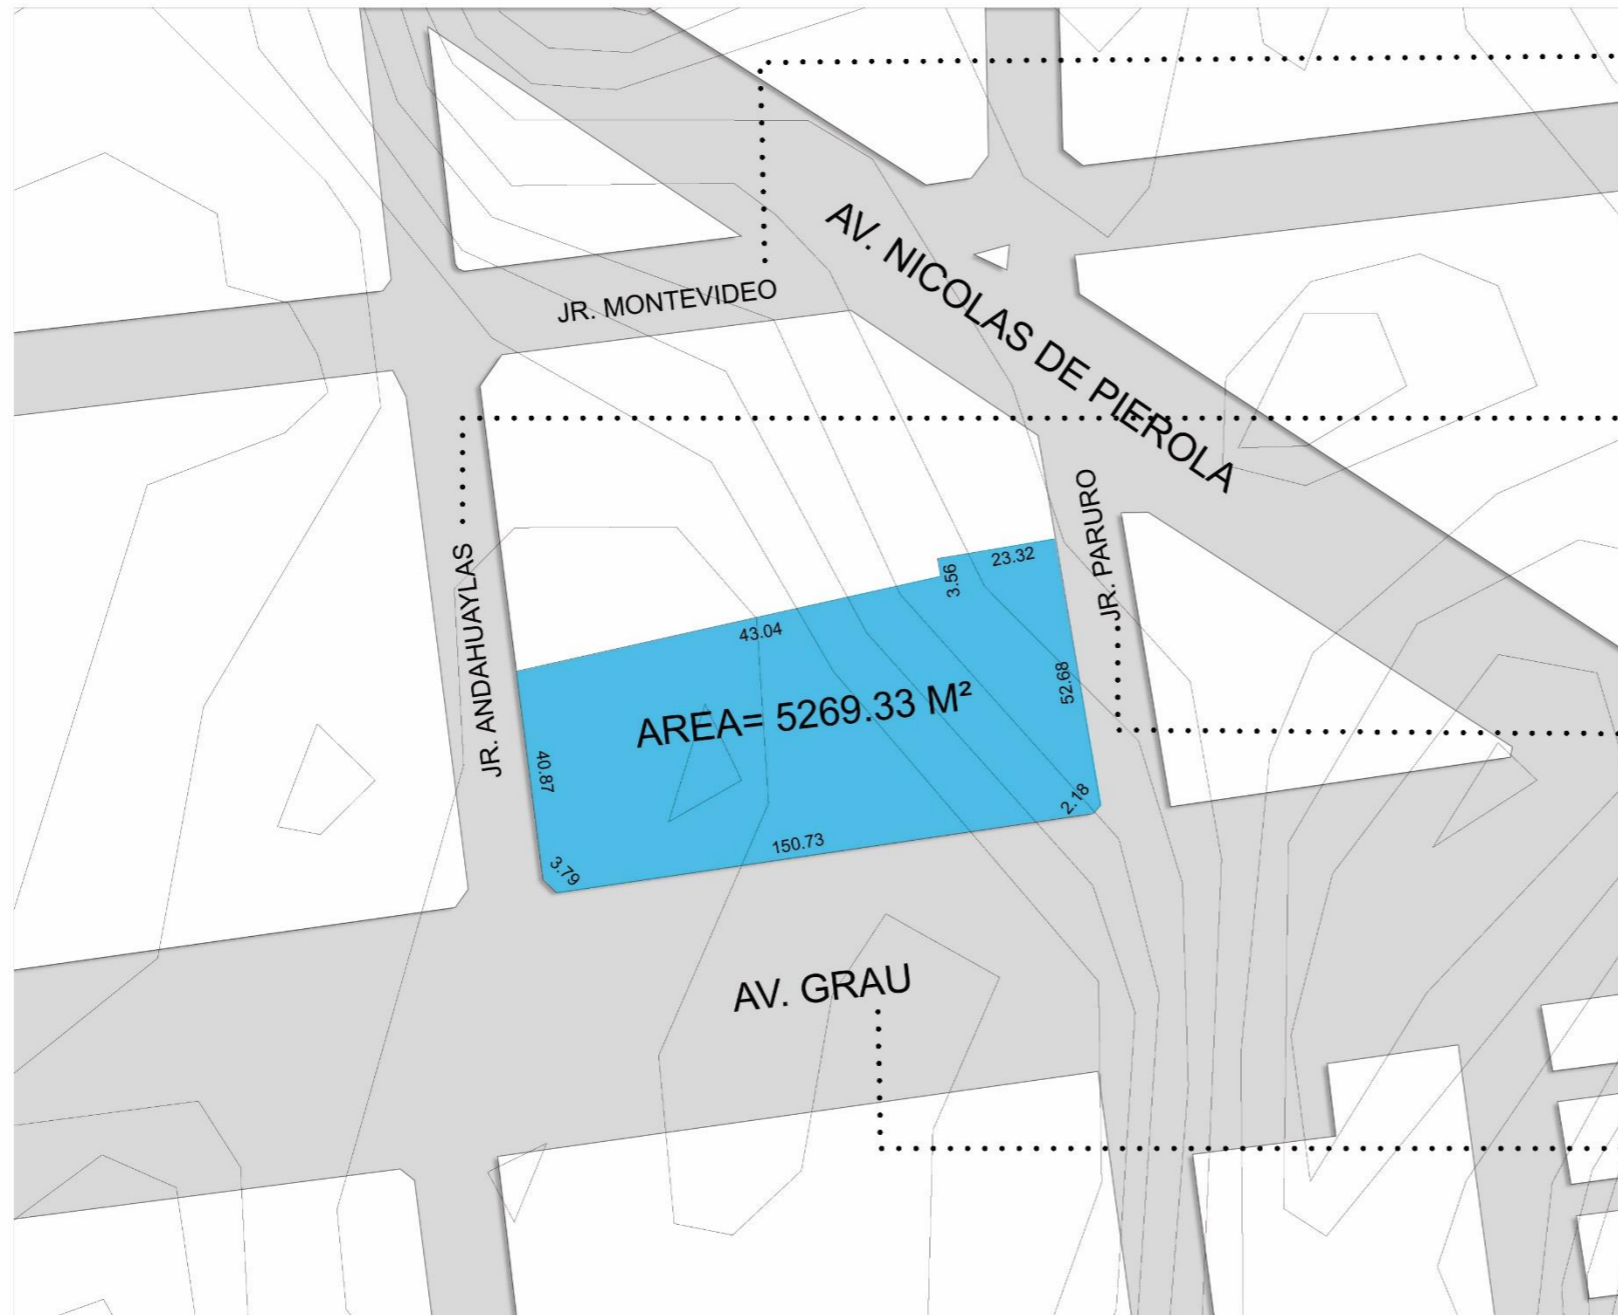 AV. NICOLAS DE PIEROLA
JR. MONTEVIDEO
JR. PARURO
JR. ANDAHUAYLAS
23.32
3.56
43.04
52.68
AREA= 5269.33 M²
40.87
2.18
150.73
3.79
AV. GRAU